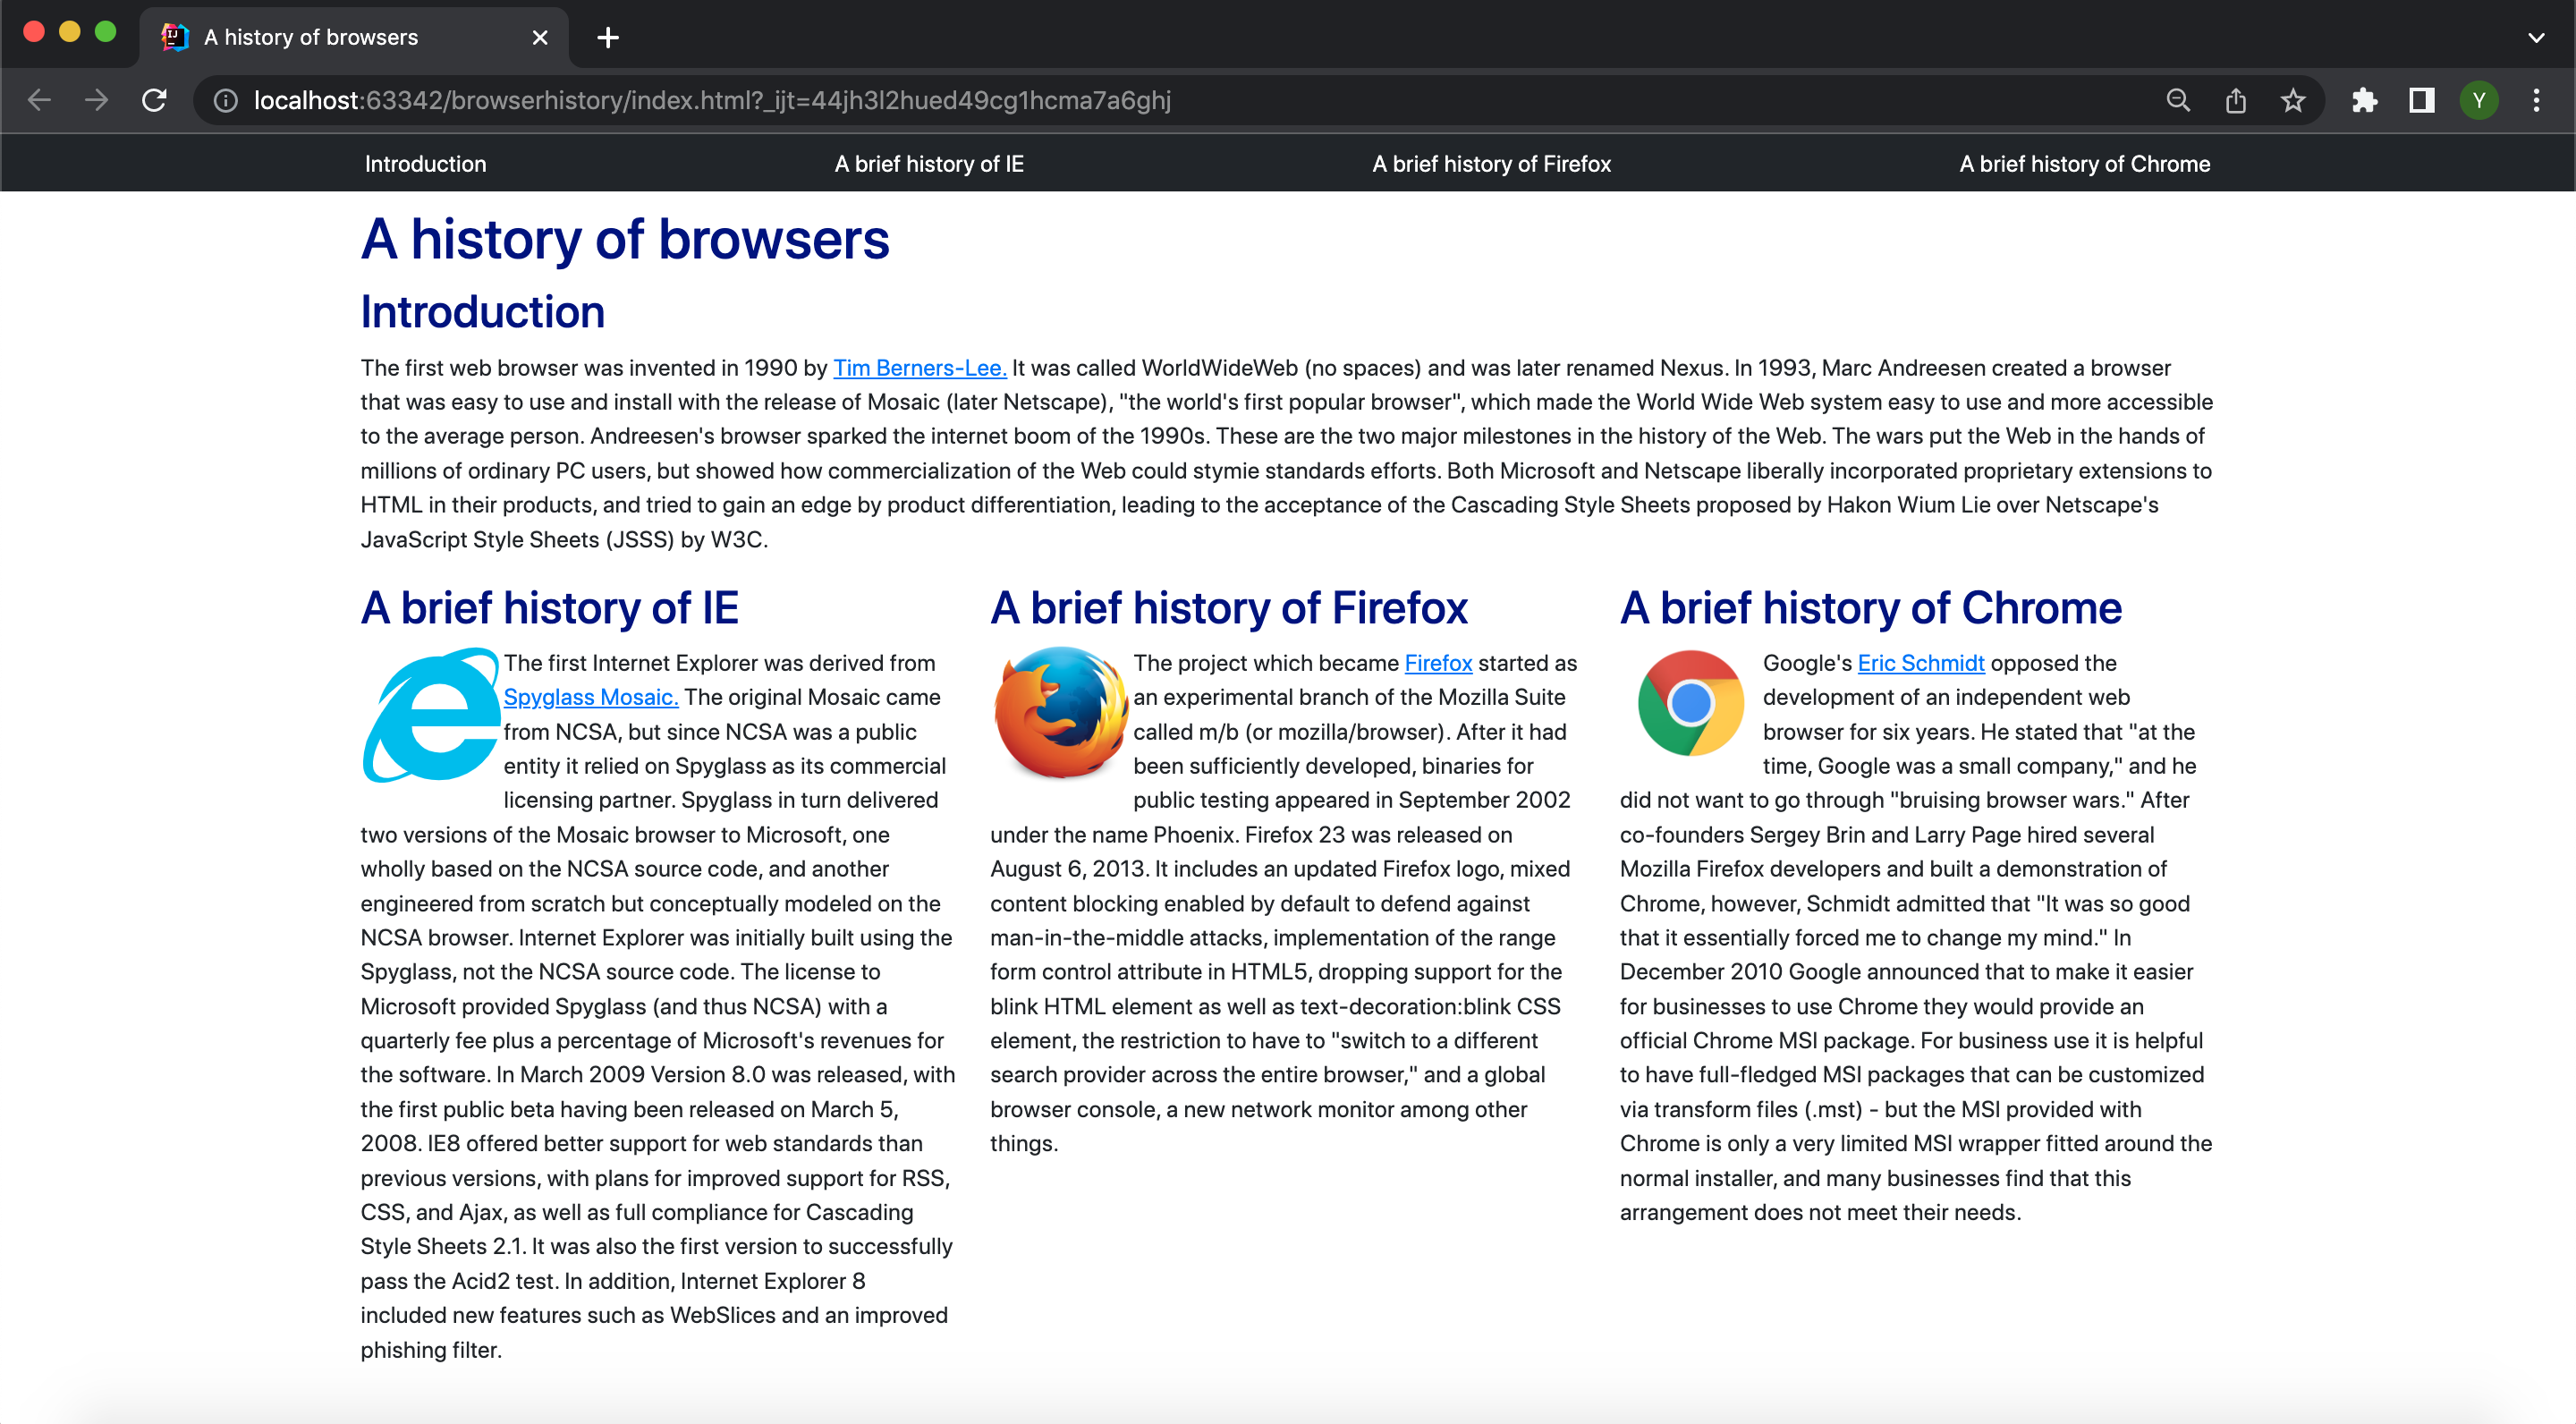 A history of browsers
localhost:63342/browserhistory/index.html?_ijt=44jh3l2hued49cg1hcma7a6ghj
Y
Introduction
A brief history of IE
A brief history of Firefox
A brief history of Chrome
A history of browsers
Introduction
The first web browser was invented in 1990 by Tim Berners-Lee. It was called WorldWideWeb (no spaces) and was later renamed Nexus. In 1993, Marc Andreesen created a browser
that was easy to use and install with the release of Mosaic (later Netscape), "the world's first popular browser", which made the World Wide Web system easy to use and more accessible
to the average person. Andreesen's browser sparked the internet boom of the 1990s. These are the two major milestones in the history of the Web. The wars put the Web in the hands of
millions of ordinary PC users, but showed how commercialization of the Web could stymie standards efforts. Both Microsoft and Netscape liberally incorporated proprietary extensions to
HTML in their products, and tried to gain an edge by product differentiation, leading to the acceptance of the Cascading Style Sheets proposed by Hakon Wium Lie over Netscape's
JavaScript Style Sheets (JSSS) by W3C.
A brief history of IE
The first Internet Explorer was derived from
Spyglass Mosaic. The original Mosaic came
from NCSA, but since NCSA was a public
entity it relied on Spyglass as its commercial
licensing partner. Spyglass in turn delivered
two versions of the Mosaic browser to Microsoft, one
wholly based on the NCSA source code, and another
engineered from scratch but conceptually modeled on the
NCSA browser. Internet Explorer was initially built using the
Spyglass, not the NCSA source code. The license to
Microsoft provided Spyglass (and thus NCSA) with a
quarterly fee plus a percentage of Microsoft's revenues for
the software. In March 2009 Version 8.0 was released, with
the first public beta having been released on March 5,
2008. IE8 offered better support for web standards than
previous versions, with plans for improved support for RSS,
CSS, and Ajax, as well as full compliance for Cascading
Style Sheets 2.1. It was also the first version to successfully
pass the Acid2 test. In addition, Internet Explorer 8
included new features such as WebSlices and an improved
phishing filter.
A brief history of Firefox
The project which became Firefox started as
an experimental branch of the Mozilla Suite
called m/b (or mozilla/browser). After it had
been sufficiently developed, binaries for
public testing appeared in September 2002
under the name Phoenix. Firefox 23 was released on
August 6, 2013. It includes an updated Firefox logo, mixed
content blocking enabled by default to defend against
man-in-the-middle attacks, implementation of the range
form control attribute in HTML5, dropping support for the
blink HTML element as well as text-decoration:blink CSS
element, the restriction to have to "switch to a different
search provider across the entire browser," and a global
browser console, a new network monitor among other
things.
A brief history of Chrome
Google's Eric Schmidt opposed the
development of an independent web
browser for six years. He stated that "at the
time, Google was a small company," and he
did not want to go through "bruising browser wars." After
co-founders Sergey Brin and Larry Page hired several
Mozilla Firefox developers and built a demonstration of
Chrome, however, Schmidt admitted that "It was so good
that it essentially forced me to change my mind." In
December 2010 Google announced that to make it easier
for businesses to use Chrome they would provide an
official Chrome MSI package. For business use it is helpful
to have full-fledged MSI packages that can be customized
via transform files (.mst) - but the MSI provided with
Chrome is only a very limited MSI wrapper fitted around the
normal installer, and many businesses find that this
arrangement does not meet their needs.